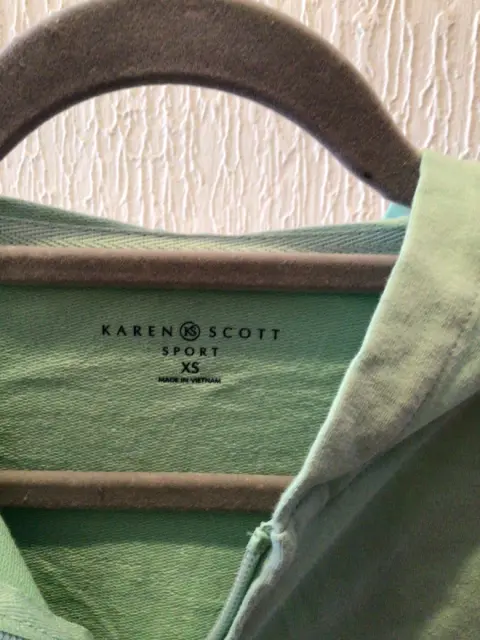 KAREN KS SCOTT
SPORT
XS
MADE IN VIETNAM